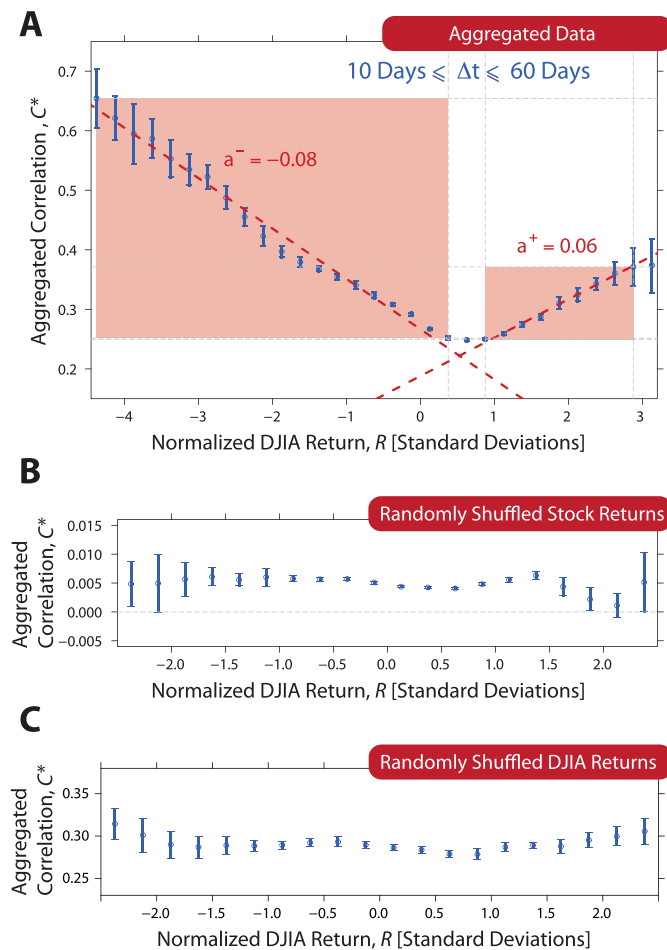 A
Aggregated Data
10 Days ⩽ Δt ⩽ 60 Days
0.7
0.6
0.5
0.4
0.3
0.2
Aggregated Correlation , C*
a⁻ = −0.08
a⁺ = 0.06
−4 −3 −2 −1 0 1 2 3
Normalized DJIA Return, R [Standard Deviations]
B
Randomly Shuffled Stock Returns
0.015
0.010
0.005
0.000
−0.005
Aggregated
Correlation, C*
−2.0 −1.5 −1.0 −0.5 0.0 0.5 1.0 1.5 2.0
Normalized DJIA Return, R [Standard Deviations]
C
Randomly Shuffled DJIA Returns
0.35
0.30
0.25
Aggregated
Correlation, C*
−2.0 −1.5 −1.0 −0.5 0.0 0.5 1.0 1.5 2.0
Normalized DJIA Return, R [Standard Deviations]